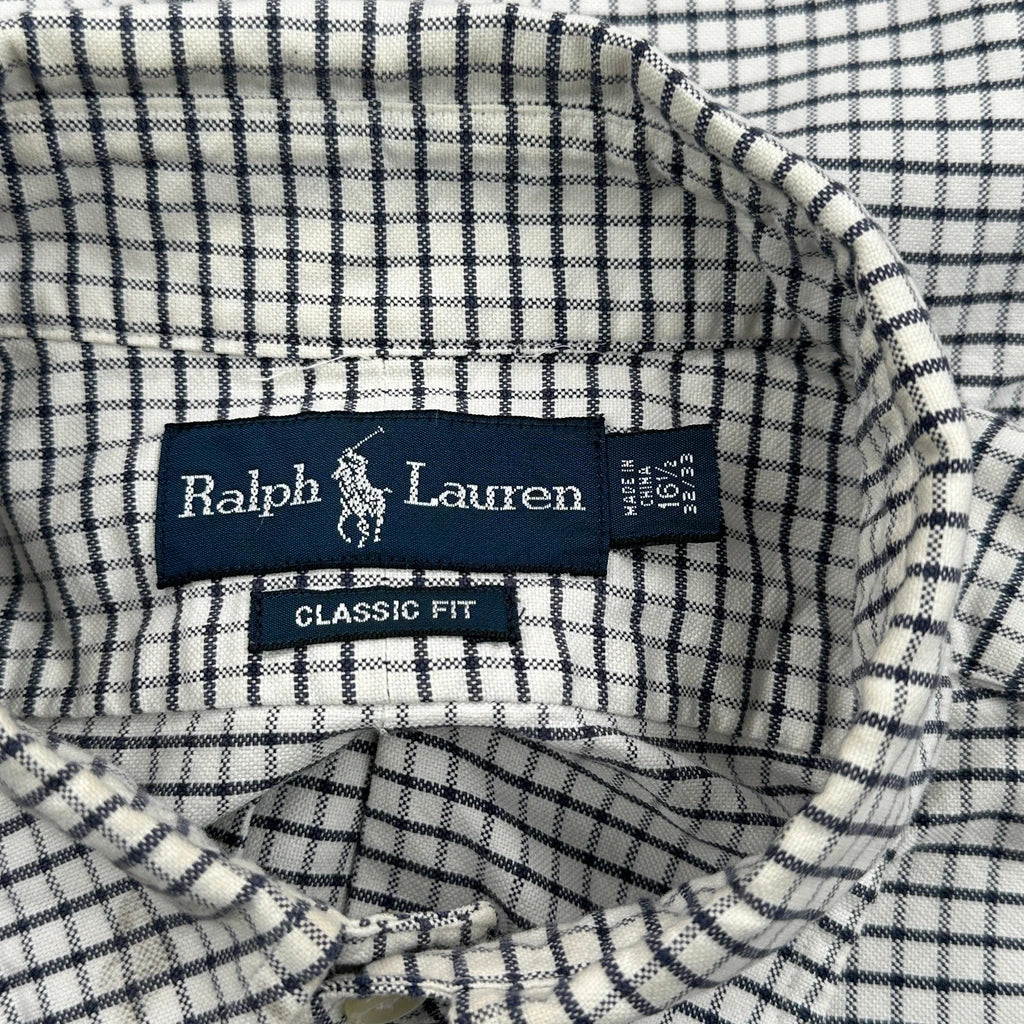 Ralph Lauren
MADE IN
CHINA
16½
32/33
CLASSIC FIT